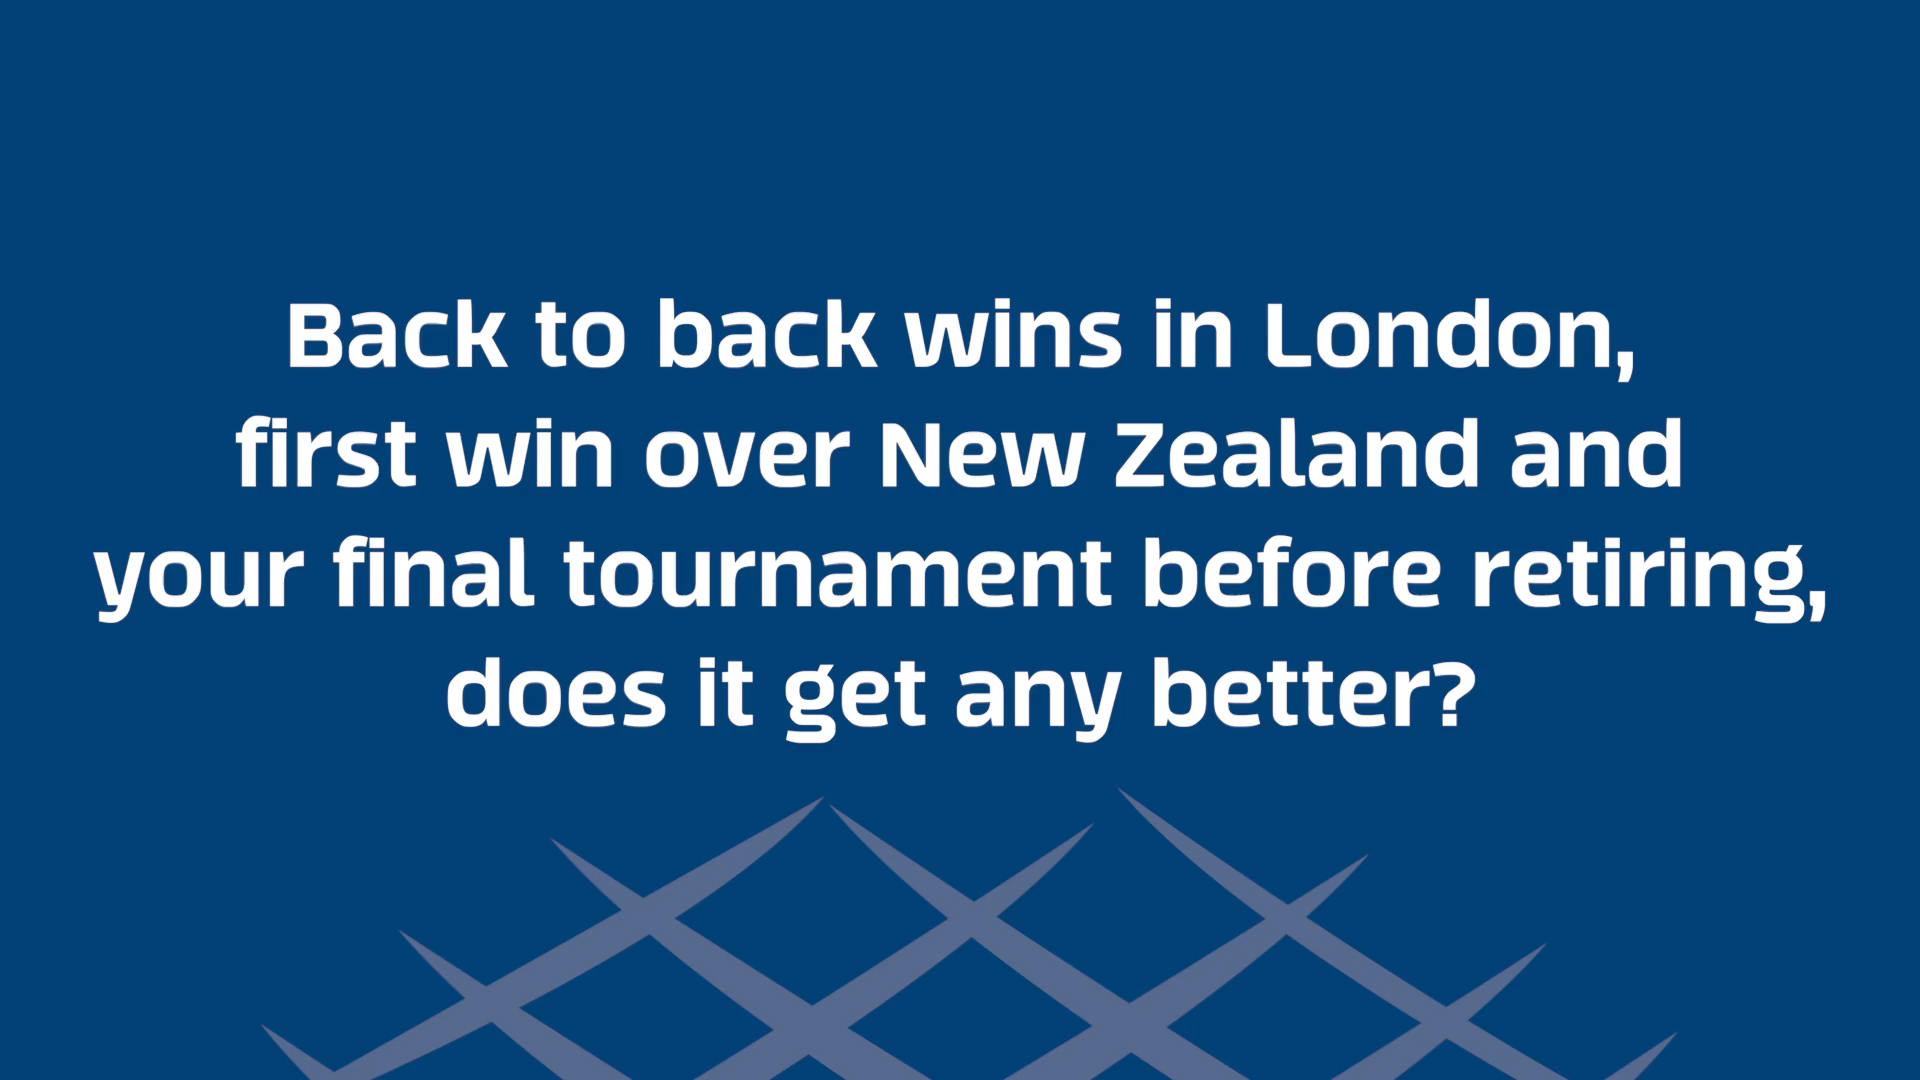 Back to back wins in London,
first win over New Zealand and
your final tournament before retiring,
does it get any better?